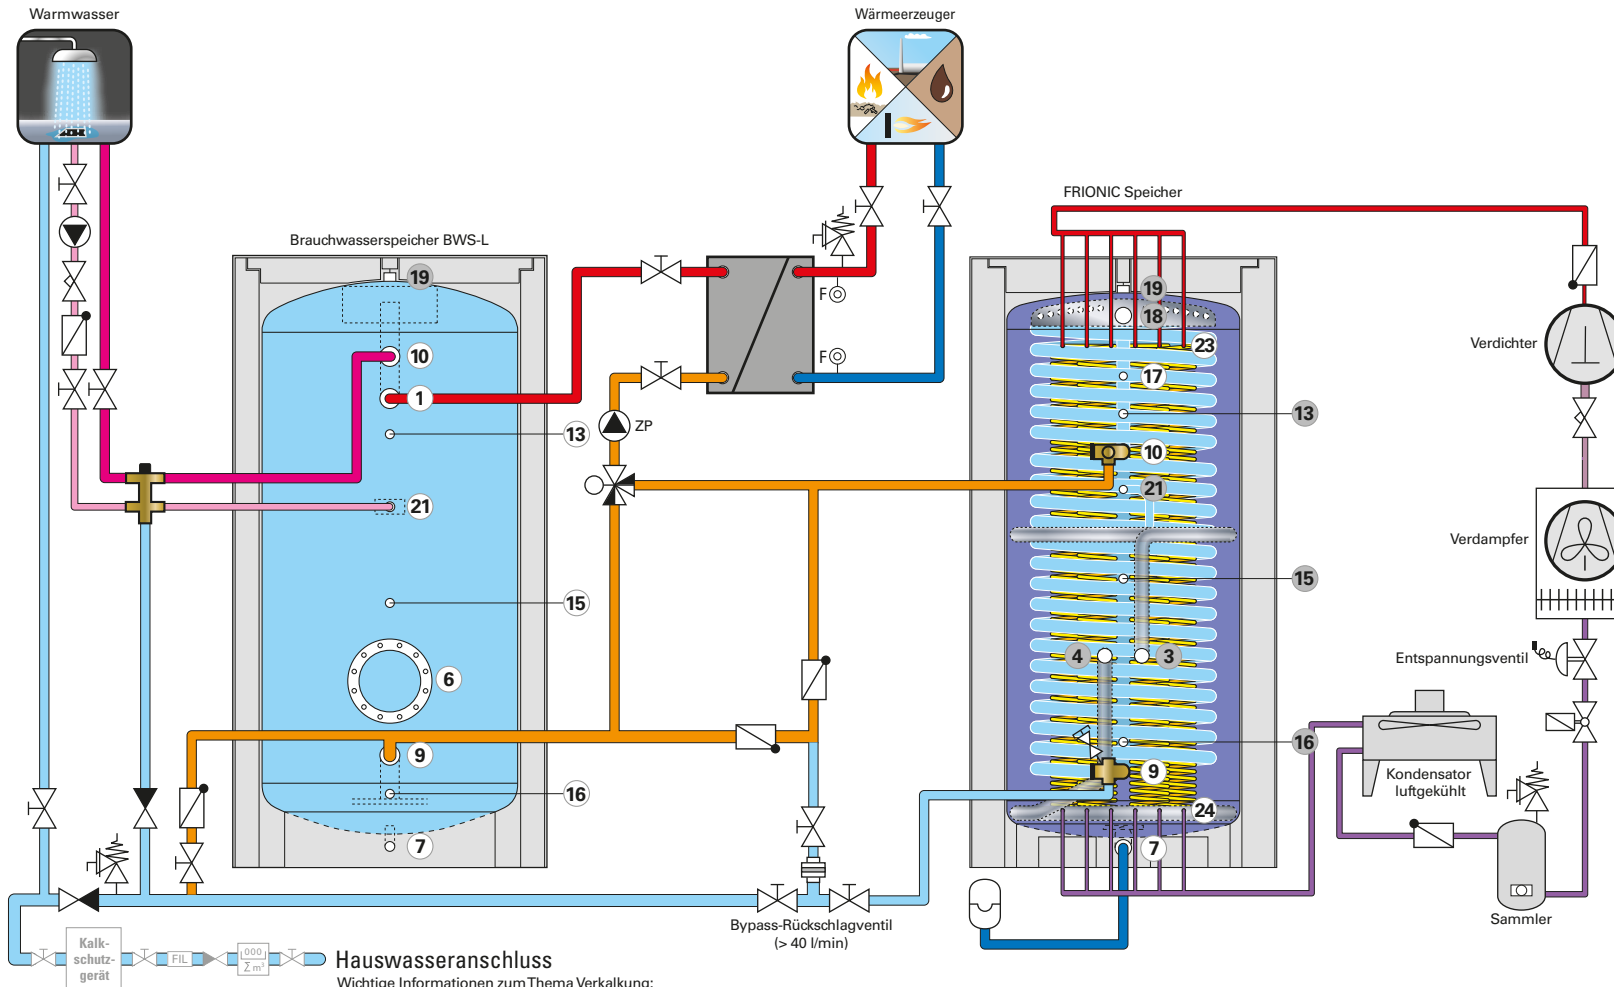 Warmwasser
Wärmeerzeuger
FRIONIC Speicher
Brauchwasserspeicher BWS-L
19
19
F
18
Verdichter
10
23
F
17
1
13
13
ZP
10
21
21
Verdampfer
15
15
6
4
3
Entspannungsventil
9
16
9
Kondensator
luftgekühlt
16
24
7
7
Sammler
Bypass-Rückschlagventil
(> 40 l/min)
Kalk-
schutz-
gerät
FIL
000
Σ m³
Hauswasseranschluss
Wichtige Informationen zum Thema Verkalkung: